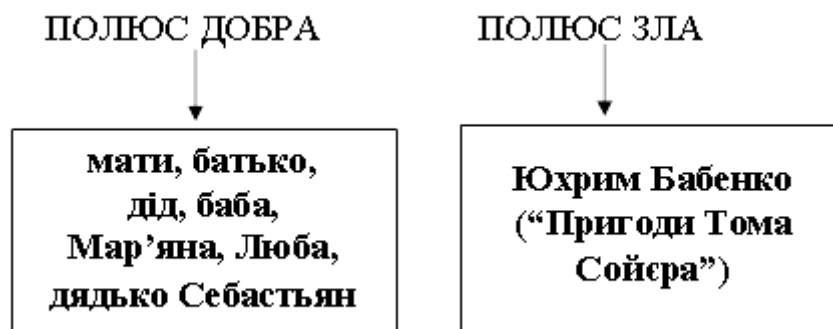 ПОЛЮС ДОБРА
ПОЛЮС ЗЛА
мати, батько,
дід, баба,
Мар’яна, Люба,
дядько Себастьян
Юхрим Бабенко
(“Пригоди Тома
Сойєра”)